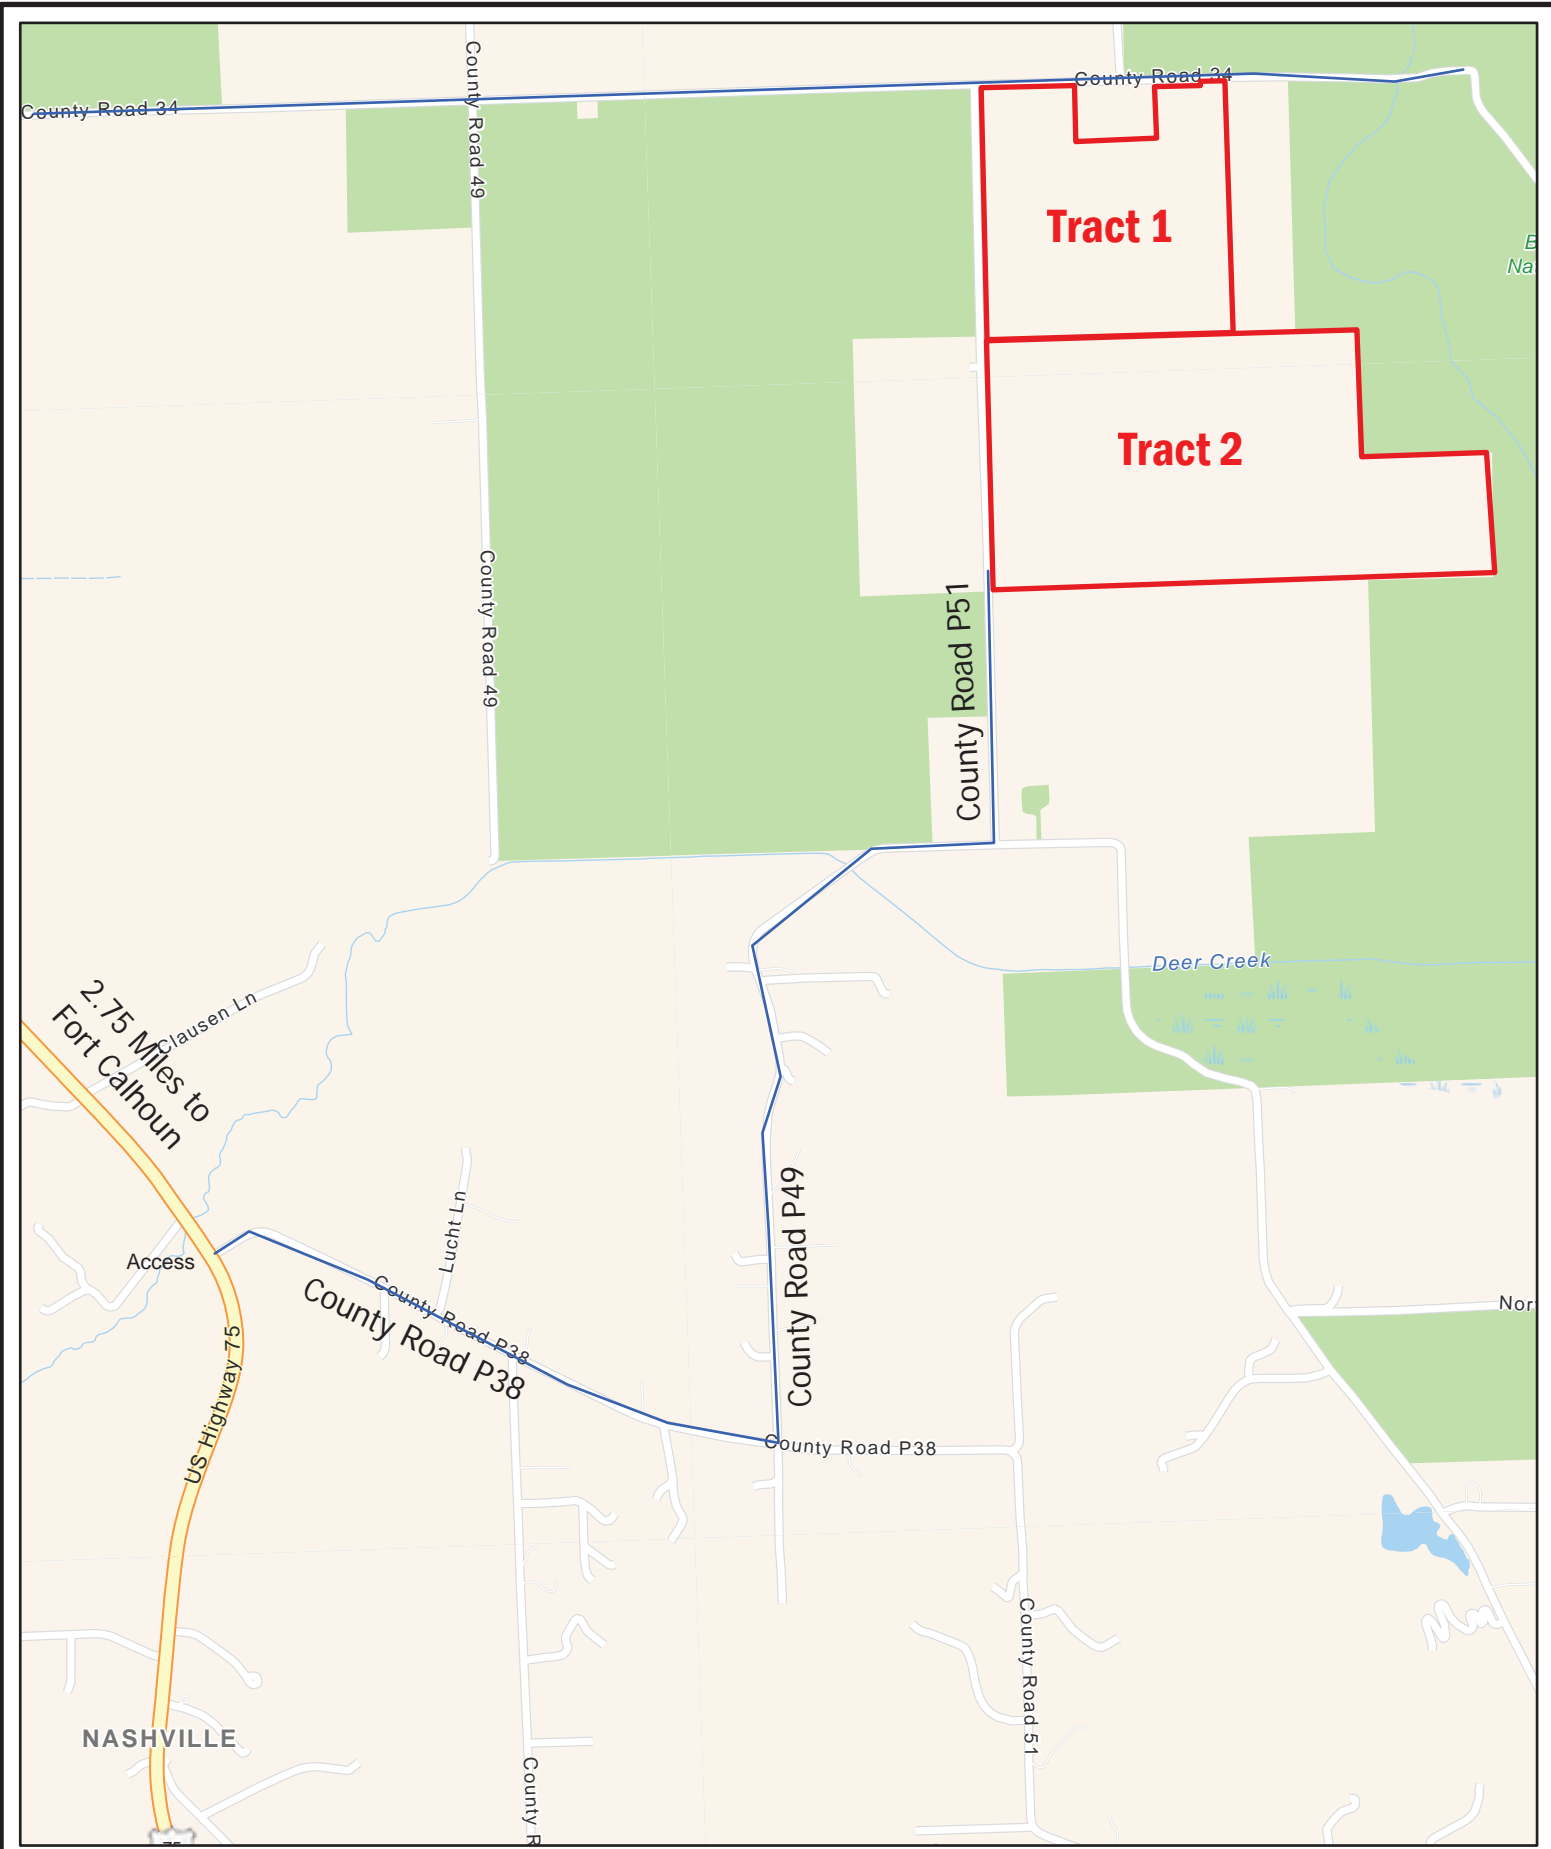 County Road 34
County Road 34
County Road 49
Tract 1
Tract 2
County Road 49
County Road P51
Deer Creek
2.75 Miles to
Fort Calhoun
Clausen Ln
Access
Lucht Ln
County Road P38
County Road P38
County Road P49
County Road P38
US Highway 75
County Road 51
NASHVILLE
County R
75